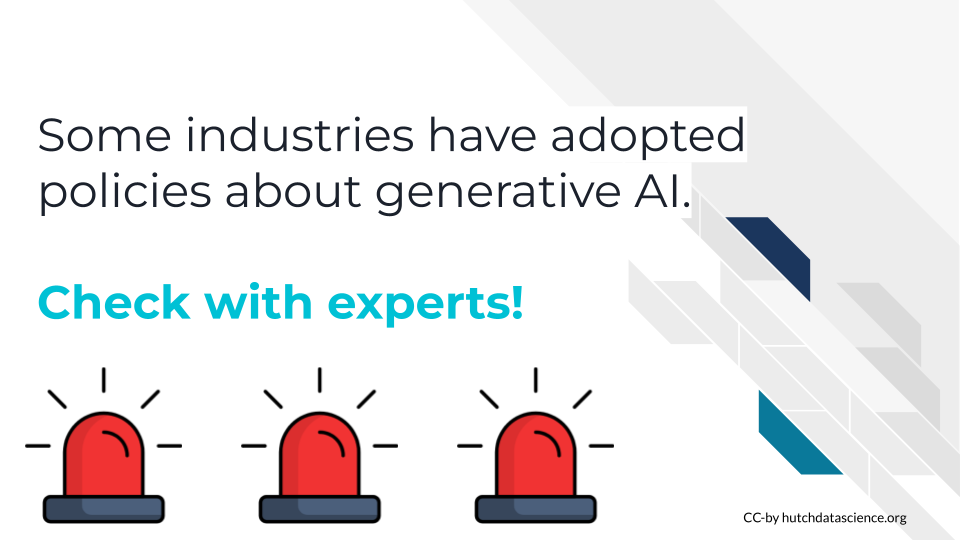 Some industries have adopted
policies about generative AI.
Check with experts!
CC-by hutchdatascience.org